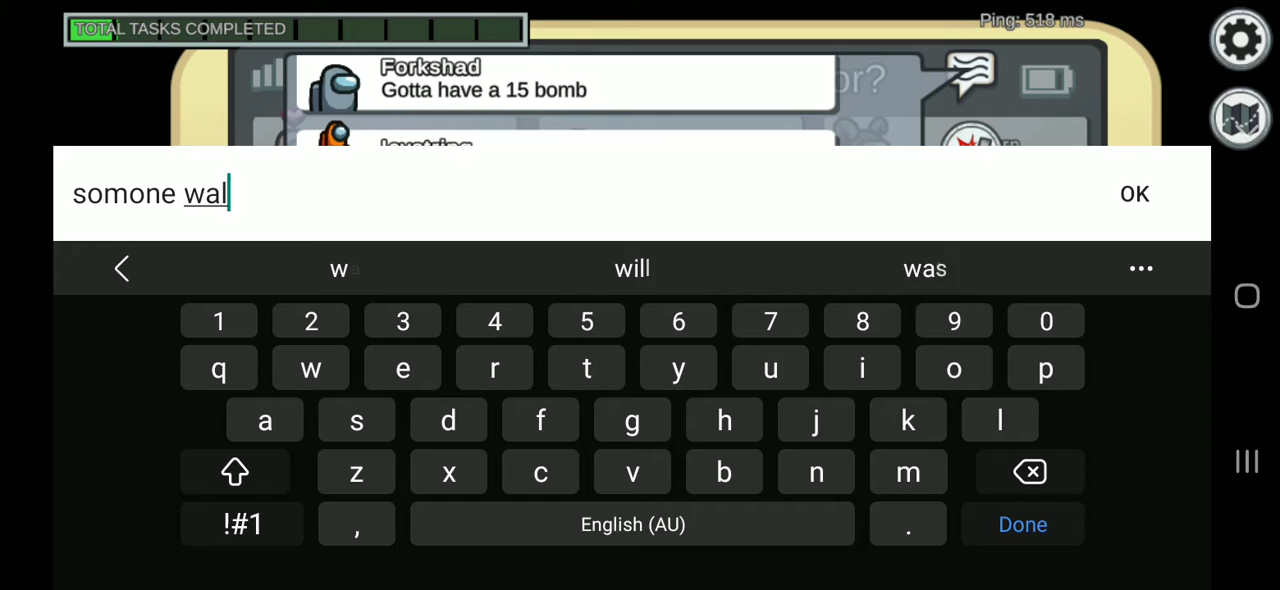 TOTAL TASKS COMPLETED
Ping: 518 ms
Forkshad
Gotta have a 15 bomb
or?
somone wal
OK
w will was
1 2 3 4 5 6 7 8 9 0
q w e r t y u i o p
a s d f g h j k l
z x c v b n m
!#1 , English (AU) . Done